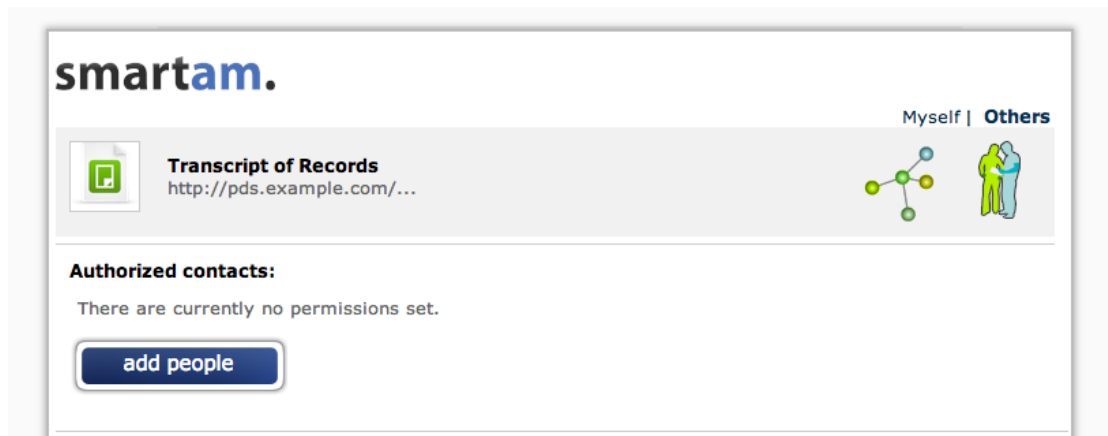 smartam.
Myself | Others
Transcript of Records
http://pds.example.com/...
Authorized contacts:
There are currently no permissions set.
add people